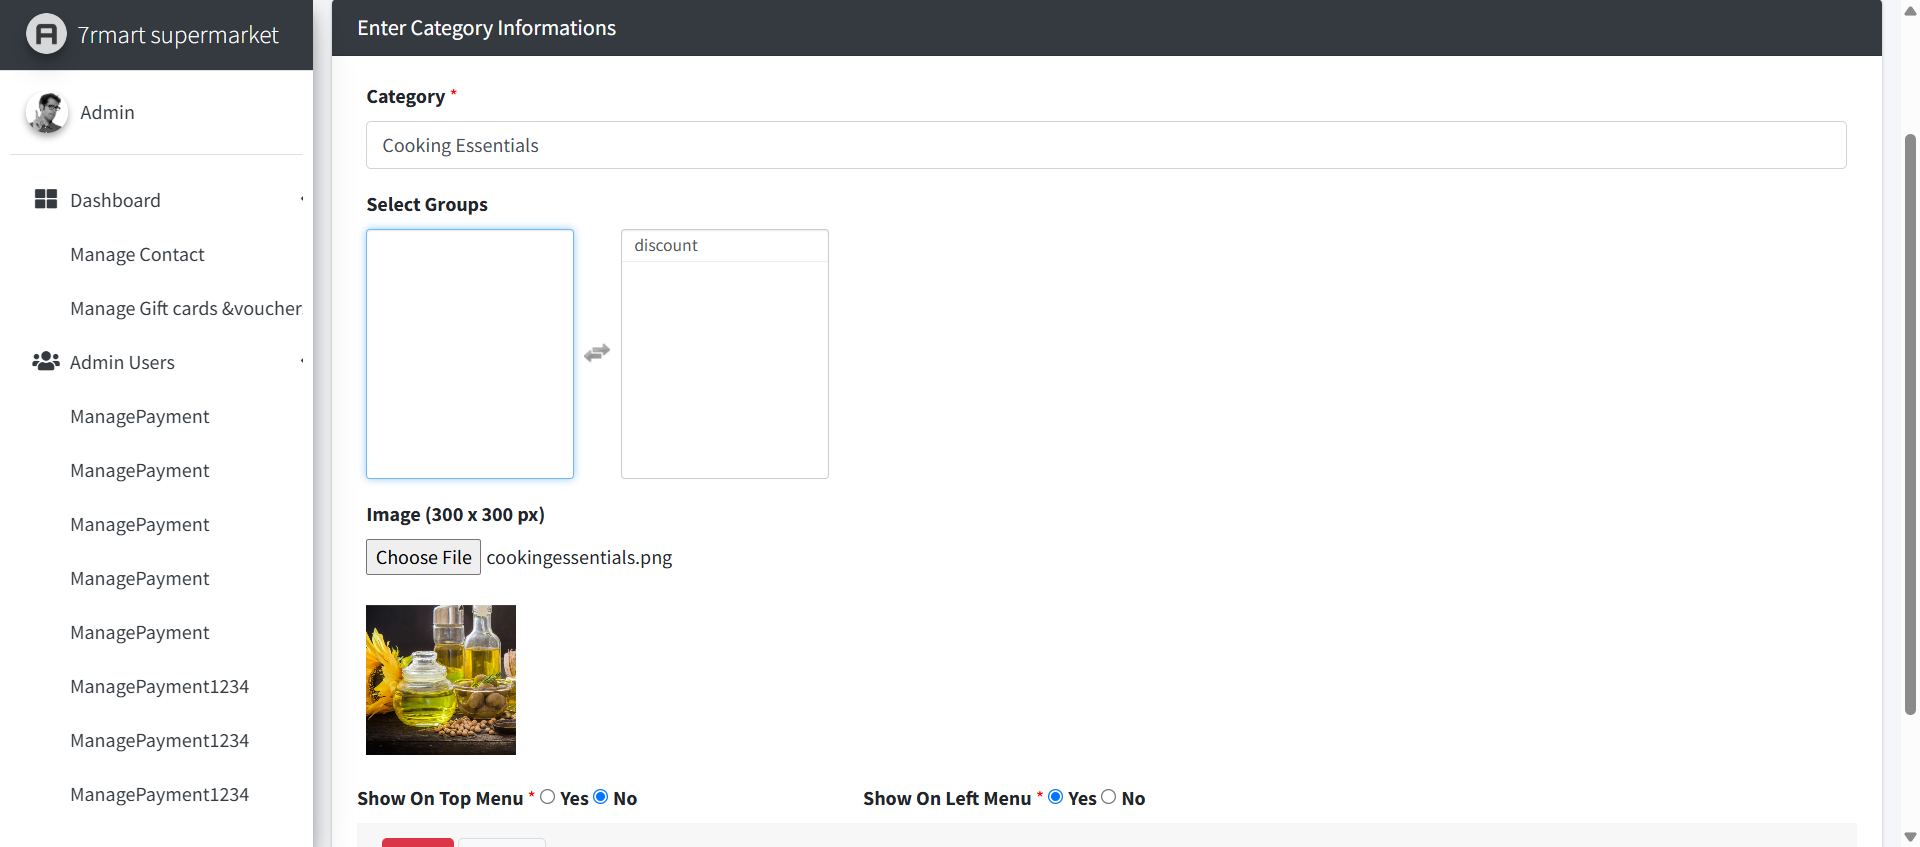 7rmart supermarket
Admin
Dashboard
Manage Contact
Manage Gift cards &voucher
Admin Users
ManagePayment
ManagePayment
ManagePayment
ManagePayment
ManagePayment
ManagePayment1234
ManagePayment1234
ManagePayment1234
Enter Category Informations
Category *
Cooking Essentials
Select Groups
discount
Image (300 x 300 px)
Choose File cookingessentials.png
Show On Top Menu * Yes No
Show On Left Menu * Yes No